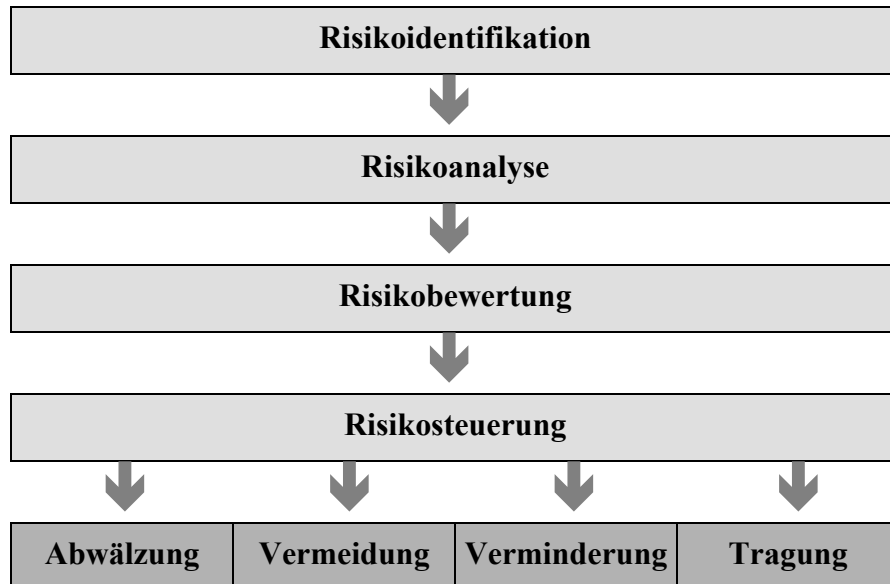 Risikoidentifikation
Risikoanalyse
Risikobewertung
Risikosteuerung
Abwälzung Vermeidung Verminderung Tragung